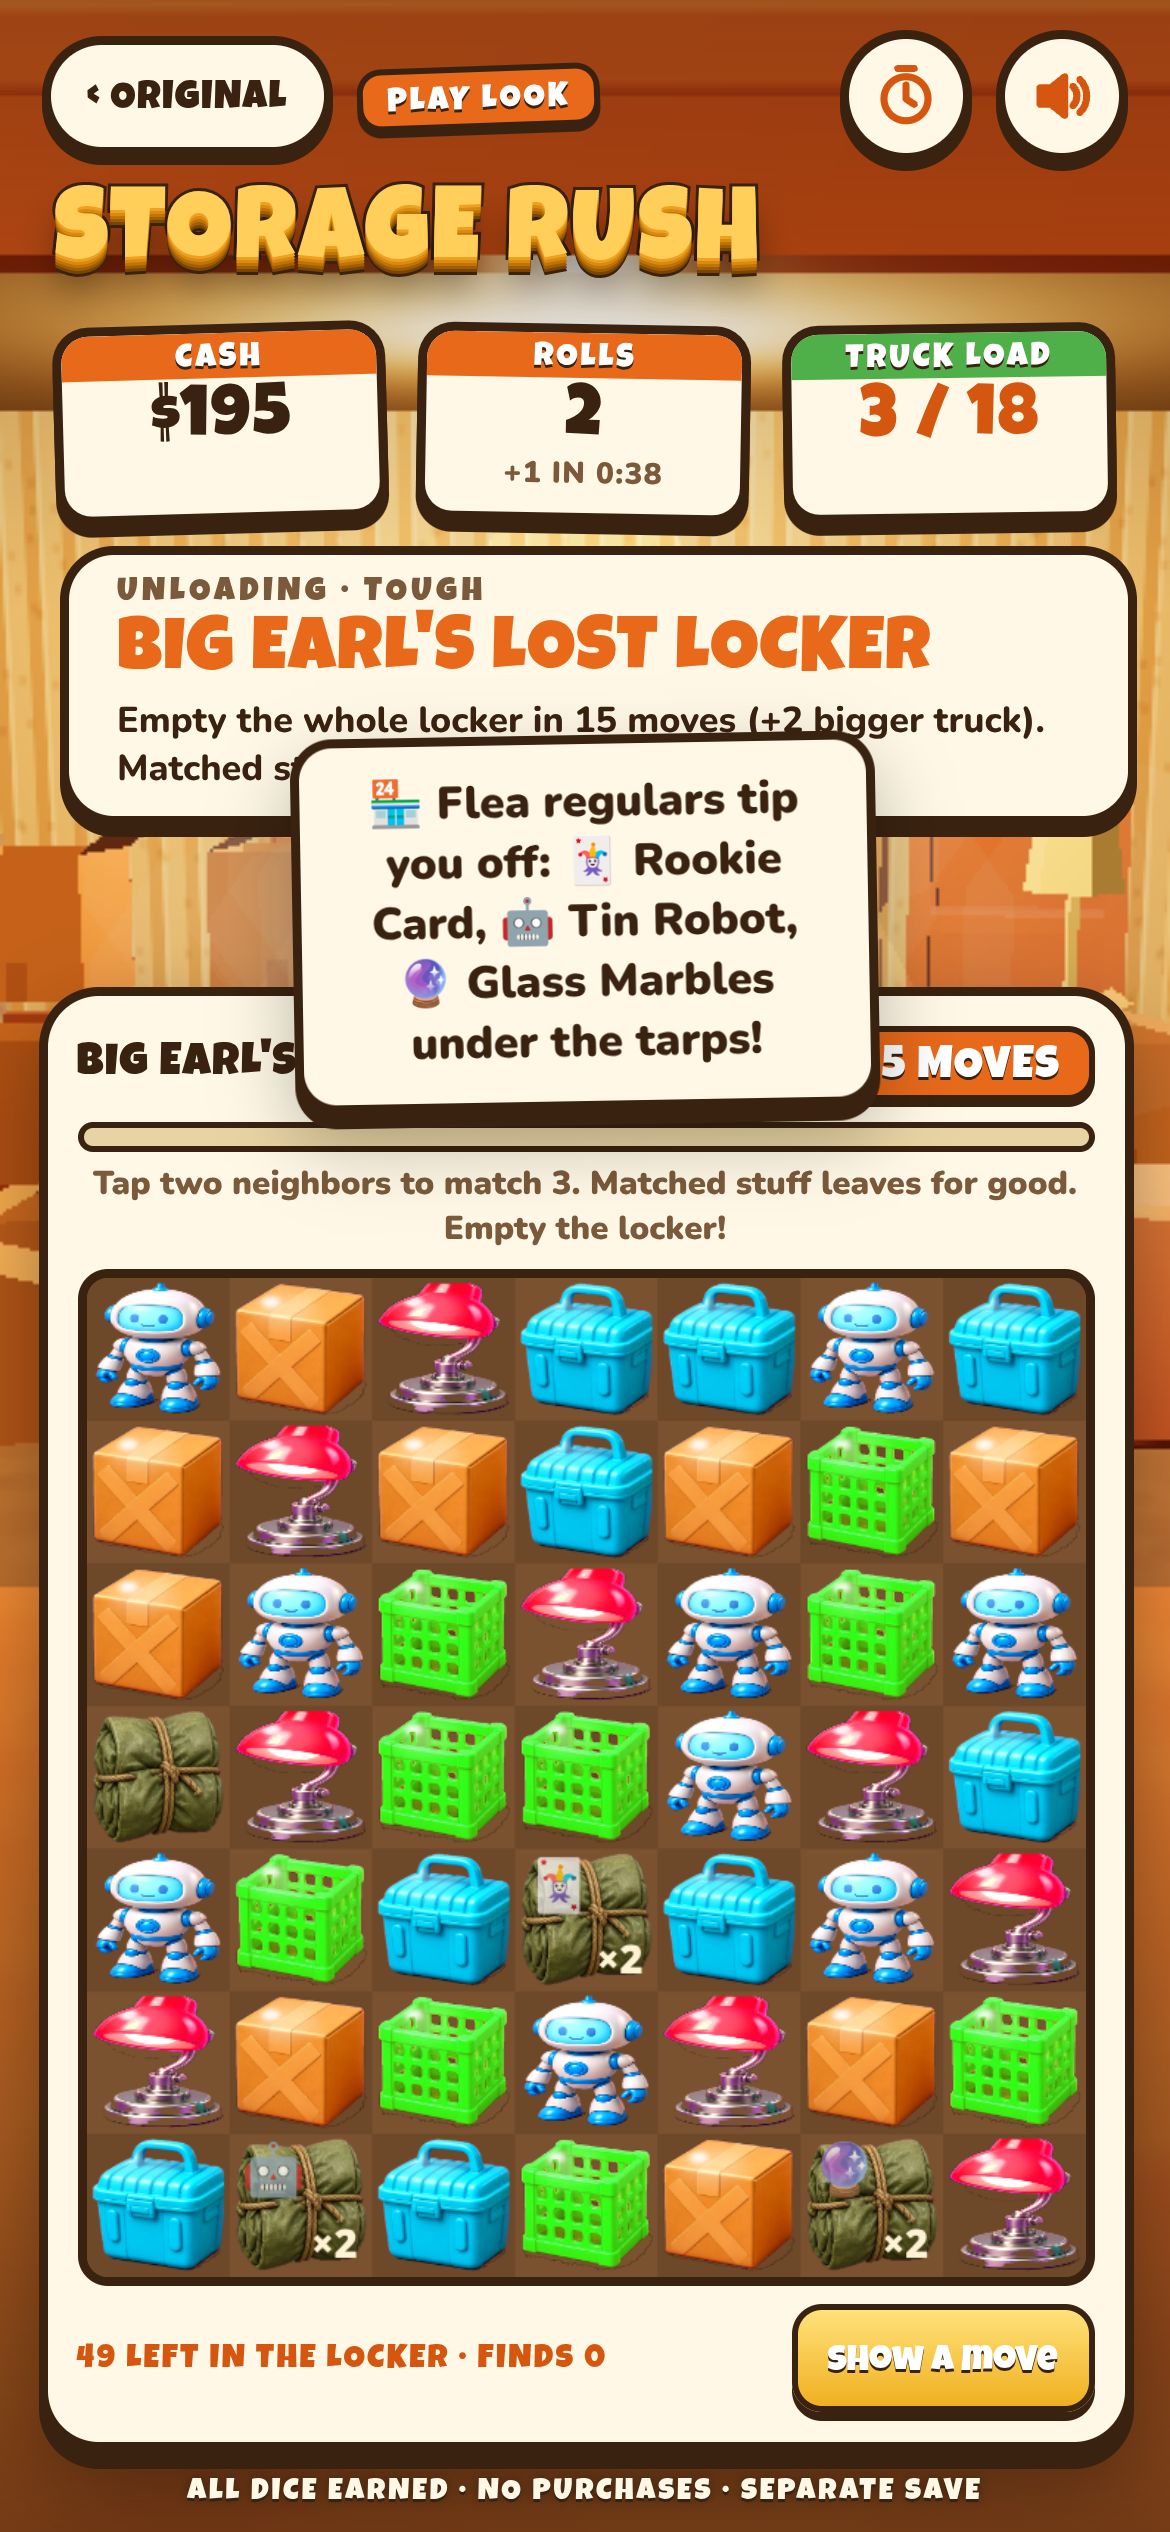 ‹ ORIGINAL
PLAY LOOK
STORAGE RUSH
CASH
$195
ROLLS
2
+1 IN 0:38
TRUCK LOAD
3 / 18
UNLOADING · TOUGH
BIG EARL'S LOST LOCKER
Empty the whole locker in 15 moves (+2 bigger truck).
Matched
24
Flea regulars tip
you off: Rookie
Card, Tin Robot,
Glass Marbles
under the tarps!
BIG EARL'S
5 MOVES
Tap two neighbors to match 3. Matched stuff leaves for good.
Empty the locker!
×2
×2
×2
49 LEFT IN THE LOCKER · FINDS 0
SHOW A MOVE
ALL DICE EARNED · NO PURCHASES · SEPARATE SAVE